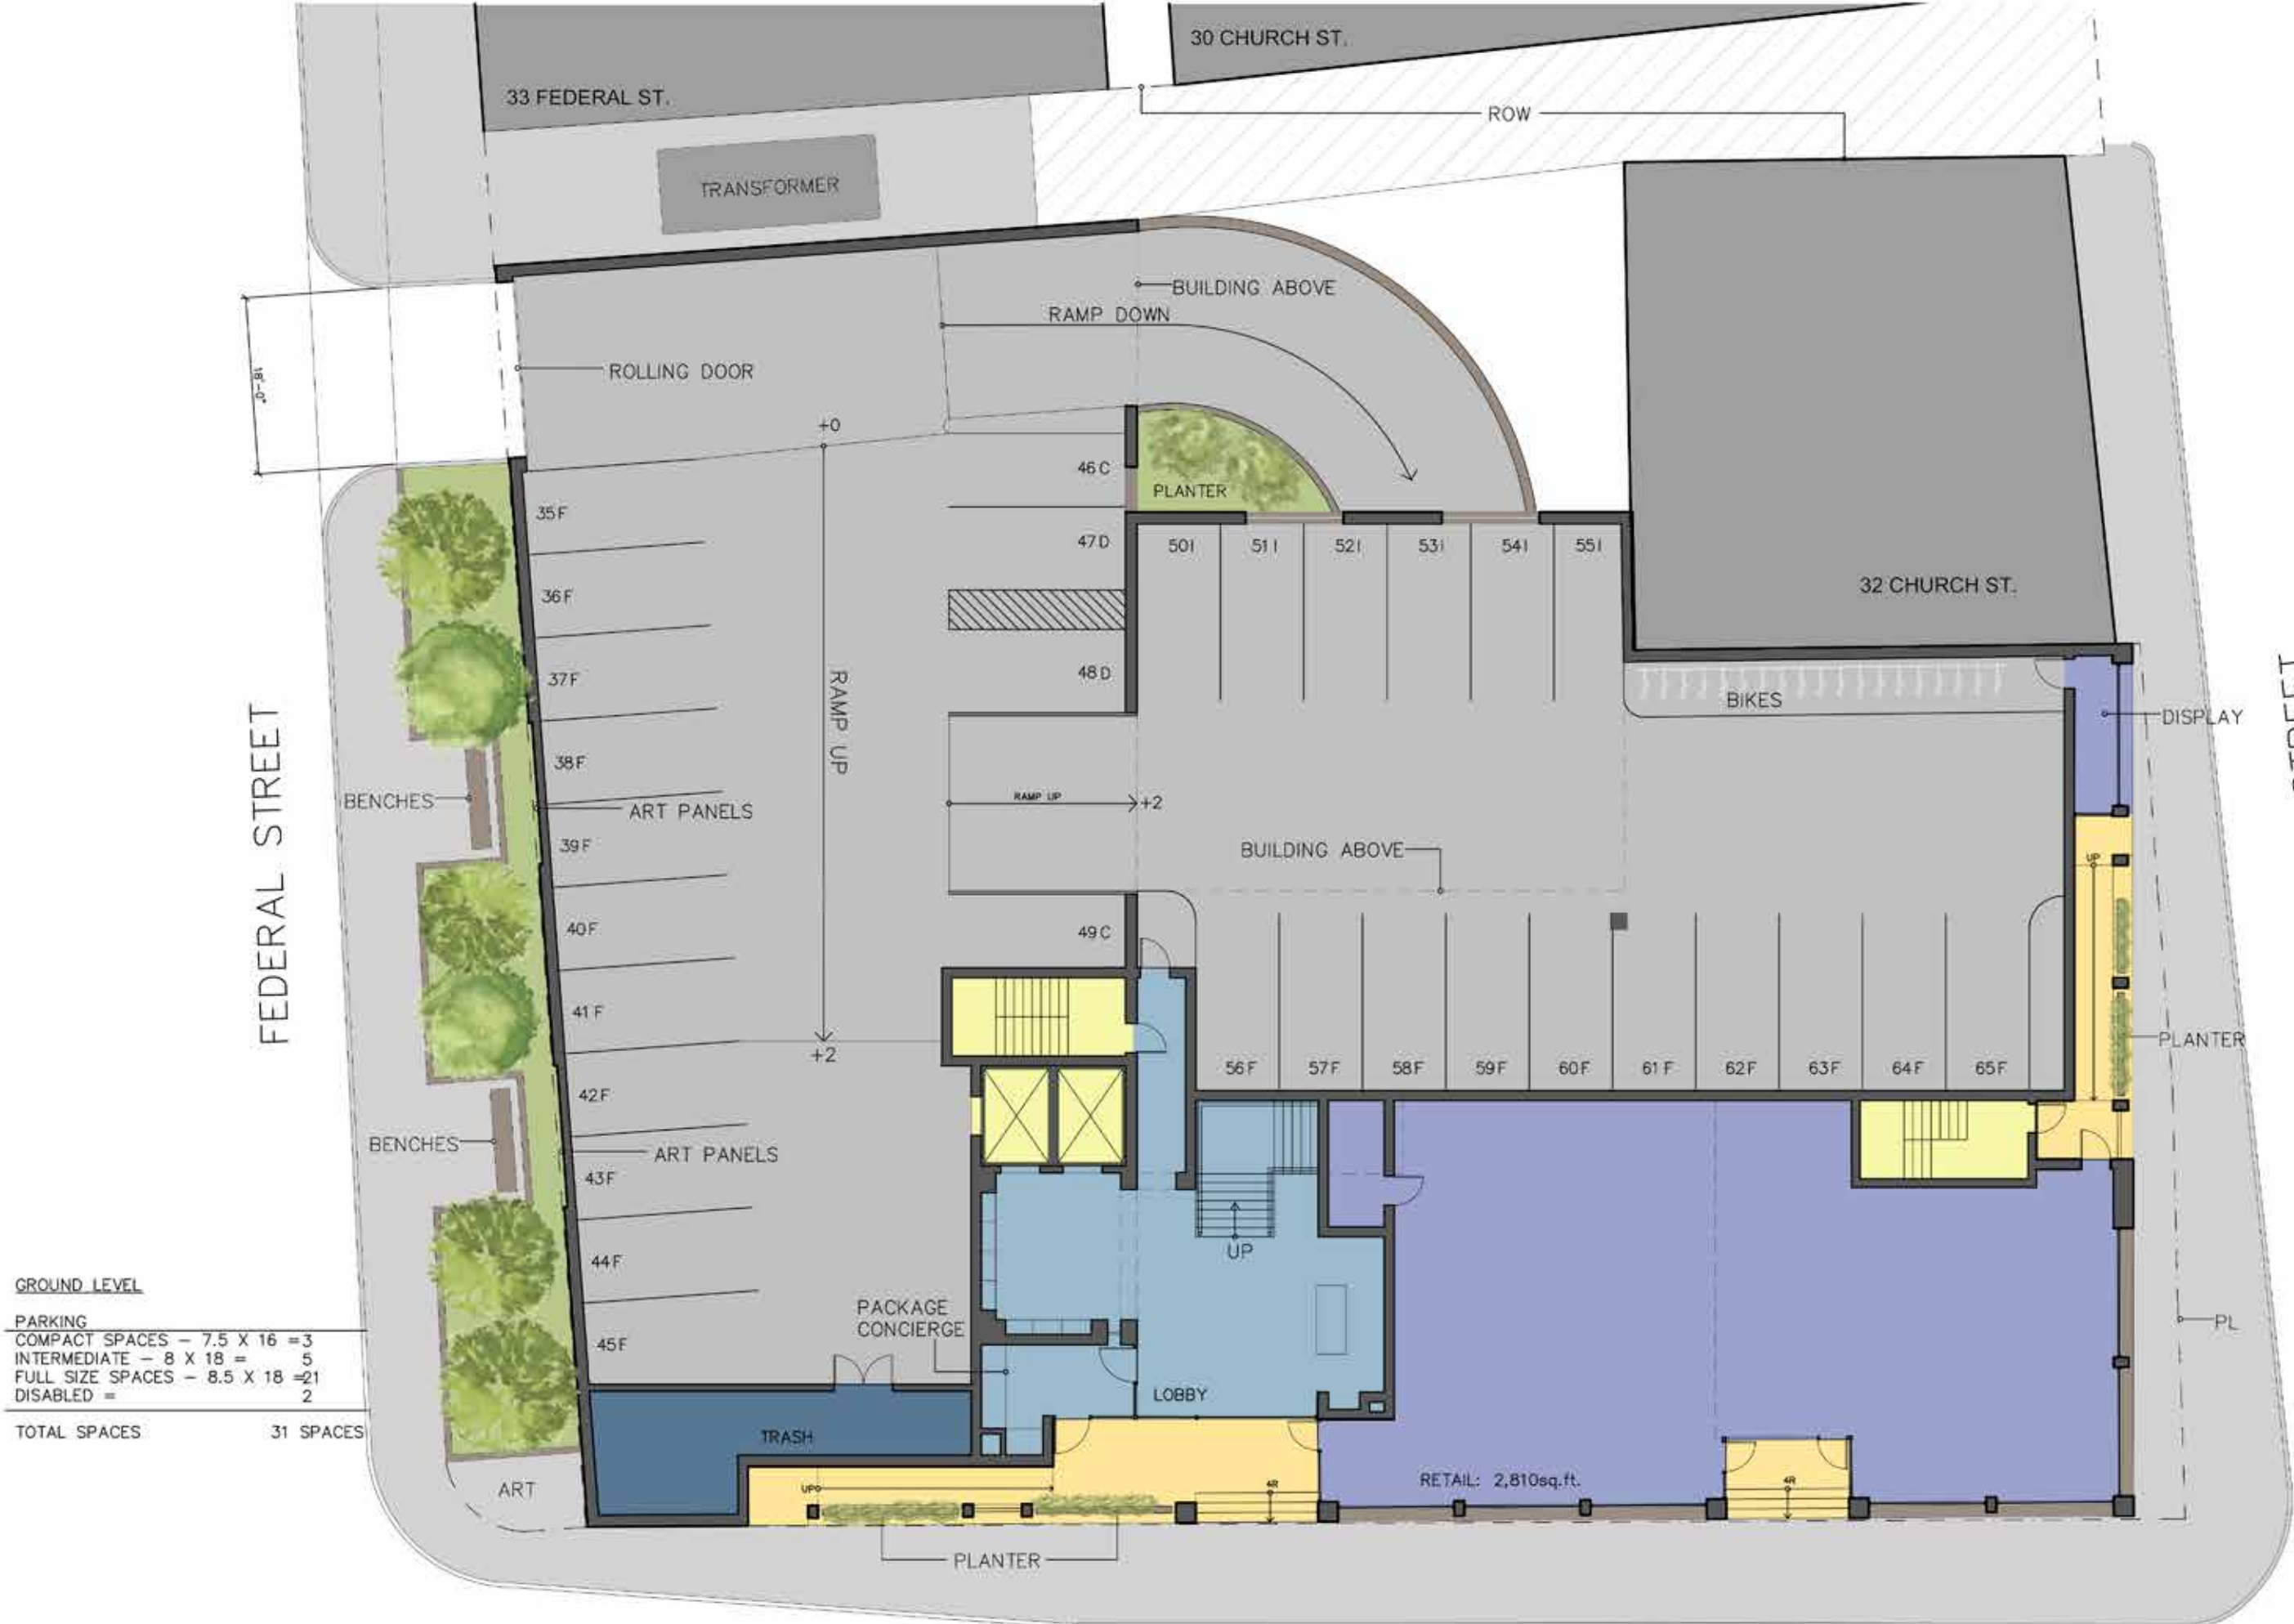 33 FEDERAL ST.
30 CHURCH ST.
ROW
TRANSFORMER
BUILDING ABOVE
RAMP DOWN
18'-0"
ROLLING DOOR
+0
46 C
PLANTER
35 F
47 D
50 I
51 I
52 I
53 I
54 I
55 I
36 F
32 CHURCH ST.
37 F
48 D
RAMP UP
BIKES
DISPLAY
STREET
FEDERAL STREET
38 F
BENCHES
ART PANELS
RAMP UP
+2
39 F
BUILDING ABOVE
UP
40 F
49 C
41 F
+2
PLANTER
56 F
57 F
58 F
59 F
60 F
61 F
62 F
63 F
64 F
65 F
42 F
BENCHES
ART PANELS
43 F
UP
44 F
GROUND LEVEL
PARKING
COMPACT SPACES - 7.5 X 16 = 3
INTERMEDIATE - 8 X 18 = 5
FULL SIZE SPACES - 8.5 X 18 = 21
DISABLED = 2
TOTAL SPACES 31 SPACES
PACKAGE
CONCIERGE
45 F
PL
LOBBY
TRASH
ART
UP
4R
RETAIL: 2,810sq.ft.
4R
PLANTER